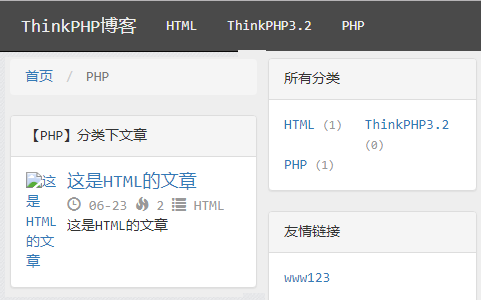 ThinkPHP博客 HTML ThinkPHP3.2 PHP
首页 / PHP
【PHP】分类下文章
这是HTML的文章
这是HTML的文章
06-23 2 HTML
这是HTML的文章
所有分类
HTML (1) ThinkPHP3.2 (0)
PHP (1)
友情链接
www123